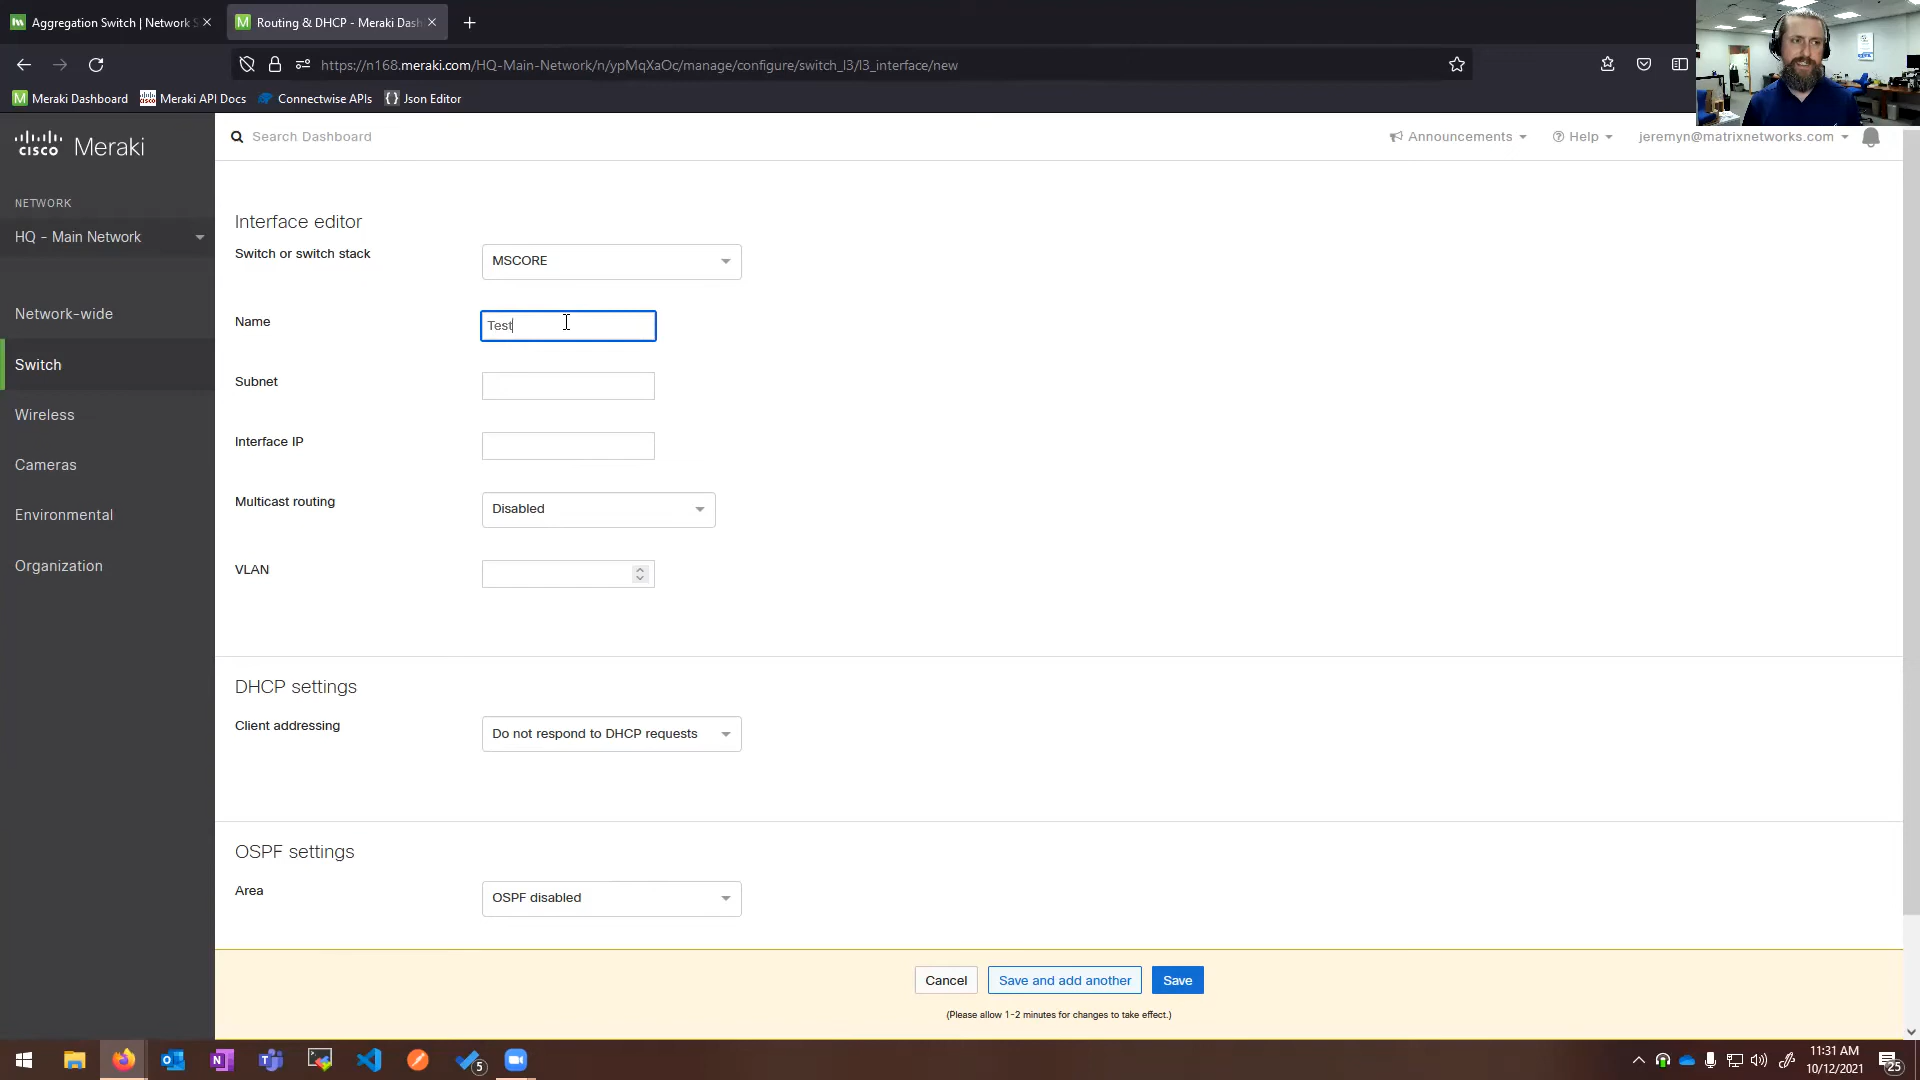 Aggregation Switch | Network S
Routing & DHCP - Meraki Dash
https://n168.meraki.com/HQ-Main-Network/n/ypMqXaOc/manage/configure/switch_l3/l3_interface/new
Meraki Dashboard
Meraki API Docs
Connectwise APIs
Json Editor
CISCO Meraki
Search Dashboard
Announcements
Help
jeremyn@matrixnetworks.com
NETWORK
HQ - Main Network
Network-wide
Switch
Wireless
Cameras
Environmental
Organization
Interface editor
Switch or switch stack
MSCORE
Name
Test
Subnet
Interface IP
Multicast routing
Disabled
VLAN
DHCP settings
Client addressing
Do not respond to DHCP requests
OSPF settings
Area
OSPF disabled
Cancel
Save and add another
Save
(Please allow 1-2 minutes for changes to take effect.)
5
11:31 AM
10/12/2021
25